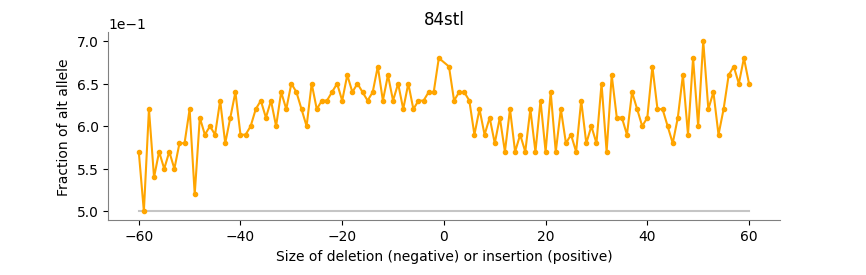 84stl
1e−1
7.0
6.5
6.0
5.5
5.0
Fraction of alt allele
−60 −40 −20 0 20 40 60
Size of deletion (negative) or insertion (positive)